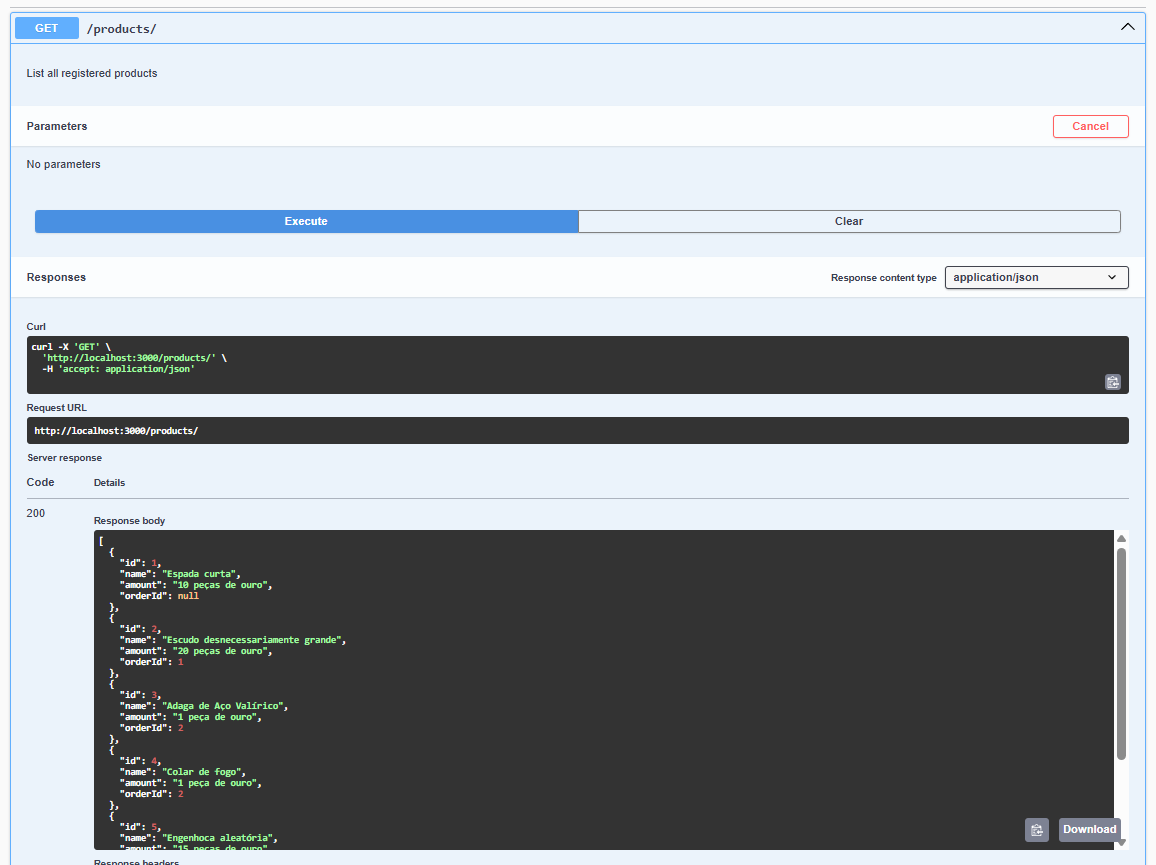 GET /products/
List all registered products
Parameters
Cancel
No parameters
Execute
Clear
Responses
Response content type
application/json
Curl
curl -X 'GET' \
  'http://localhost:3000/products/' \
  -H 'accept: application/json'
Request URL
http://localhost:3000/products/
Server response
Code Details
200
Response body
[
  {
    "id": 1,
    "name": "Espada curta",
    "amount": "10 peças de ouro",
    "orderId": null
  },
  {
    "id": 2,
    "name": "Escudo desnecessariamente grande",
    "amount": "20 peças de ouro",
    "orderId": 1
  },
  {
    "id": 3,
    "name": "Adaga de Aço Valírico",
    "amount": "1 peça de ouro",
    "orderId": 2
  },
  {
    "id": 4,
    "name": "Colar de fogo",
    "amount": "1 peça de ouro",
    "orderId": 2
  },
  {
    "id": 5,
    "name": "Engenhoca aleatória",
    "amount": "15 peças de ouro",
Download
Response headers